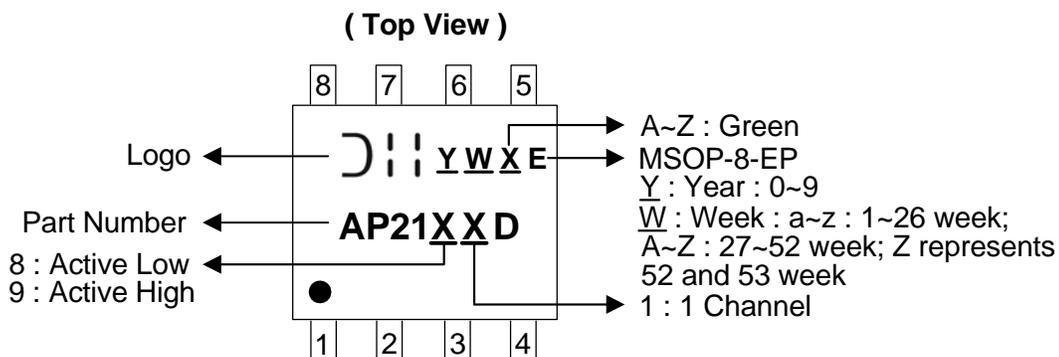 ( Top View )
8 7 6 5
Logo
Y W X E
A~Z : Green
MSOP-8-EP
Y : Year : 0~9
W : Week : a~z : 1~26 week;
A~Z : 27~52 week; Z represents
52 and 53 week
Part Number
AP21 X X D
8 : Active Low
9 : Active High
1 : 1 Channel
1 2 3 4